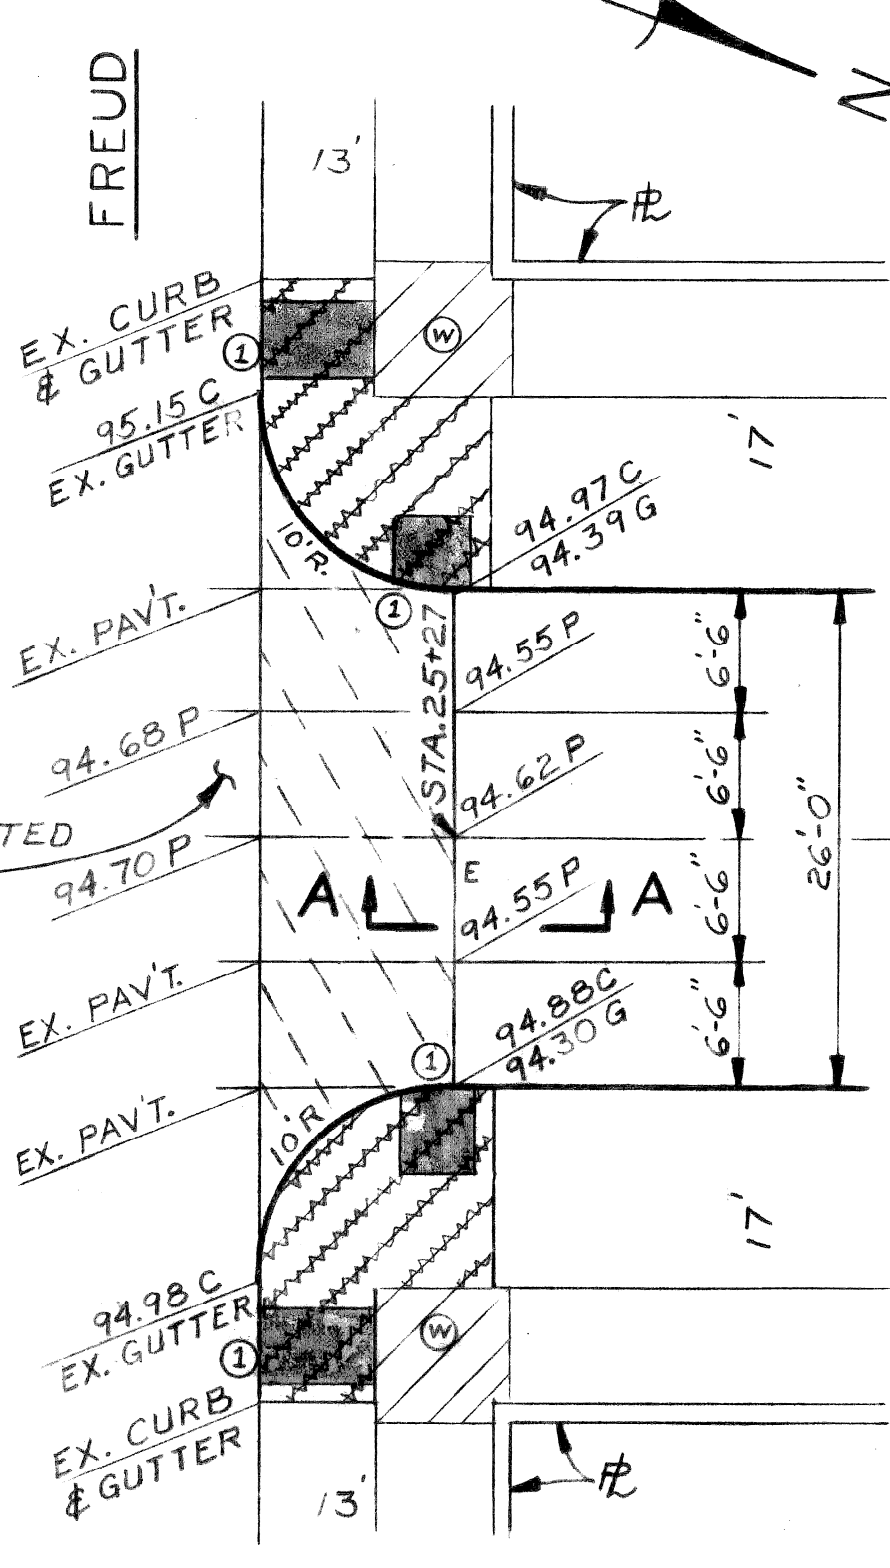 N
FREUD
13'
PL
EX. CURB
& GUTTER
1
W
95.15 C
EX. GUTTER
17'
94.97 C
94.39 G
10'R.
1
EX. PAV'T.
STA. 25+27
94.55 P
6'-6"
94.68 P
94.62 P
6'-6"
26'-0"
TED
94.70 P
E
A
A
94.55 P
6'-6"
EX. PAV'T.
94.88 C
94.30 G
6'-6"
1
EX. PAV'T.
10'R
17'
94.98 C
EX. GUTTER
1
W
EX. CURB
& GUTTER
PL
13'